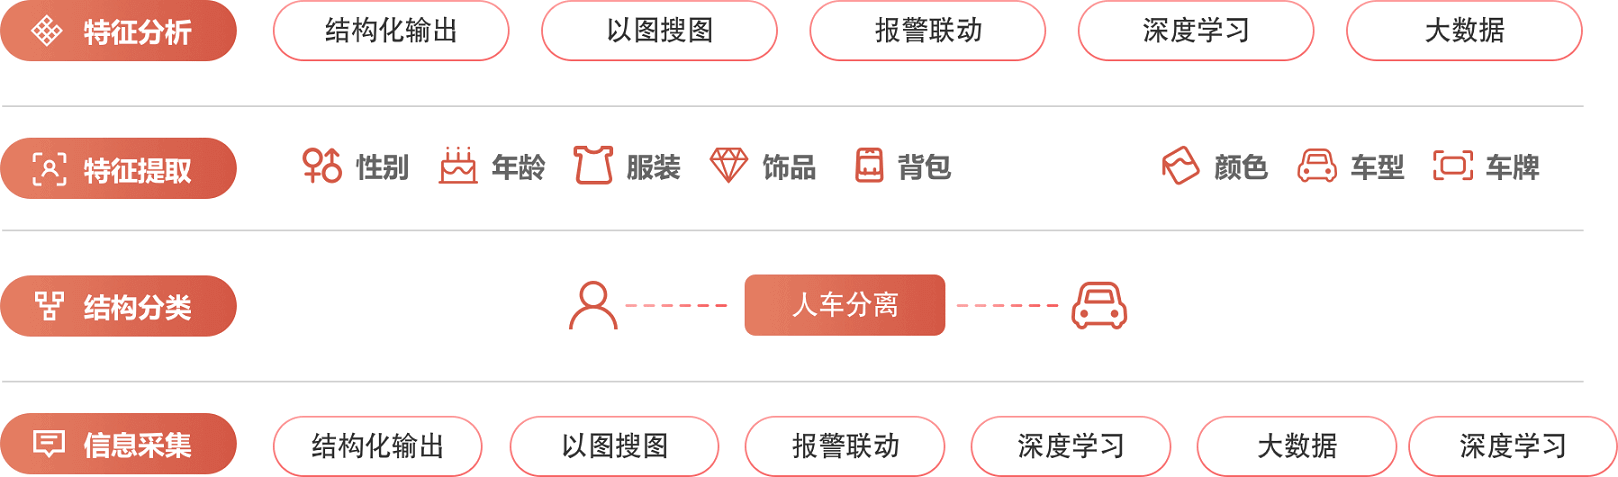 特征分析 结构化输出 以图搜图 报警联动 深度学习 大数据
特征提取 性别 年龄 服装 饰品 背包 颜色 车型 车牌
结构分类 人车分离
信息采集 结构化输出 以图搜图 报警联动 深度学习 大数据 深度学习